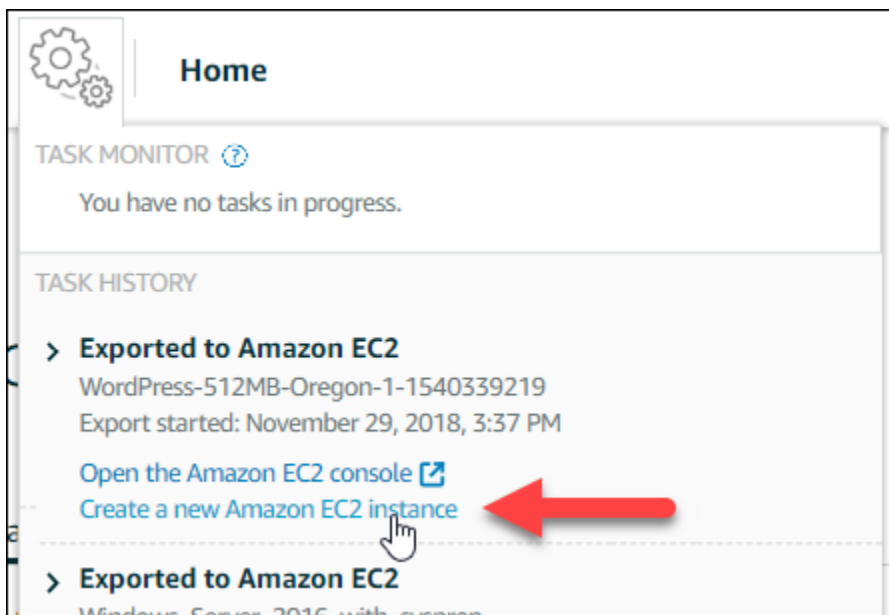 Home
TASK MONITOR
You have no tasks in progress.
TASK HISTORY
Exported to Amazon EC2
WordPress-512MB-Oregon-1-1540339219
Export started: November 29, 2018, 3:37 PM
Open the Amazon EC2 console
Create a new Amazon EC2 instance
Exported to Amazon EC2
Windows_Server_2016_with_sysprep